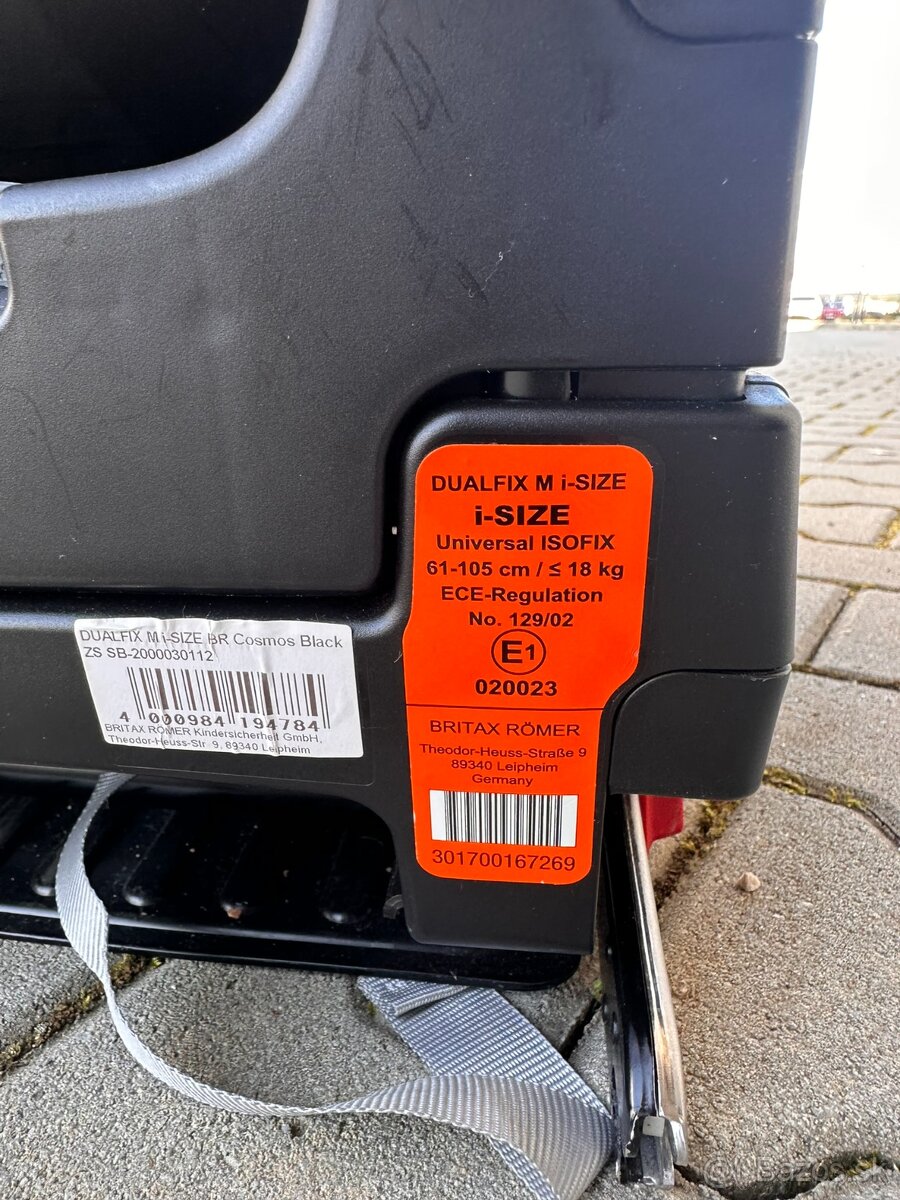 DUALFIX M i-SIZE
i-SIZE
Universal ISOFIX
61-105 cm / ≤ 18 kg
ECE-Regulation
No. 129/02
E1
020023
BRITAX RÖMER
Theodor-Heuss-Straße 9
89340 Leipheim
Germany
301700167269
DUALFIX M i-SIZE BR Cosmos Black
ZS SB-2000030112
4 000984 194784
BRITAX RÖMER Kindersicherheit GmbH,
Theodor-Heuss-Str. 9, 89340 Leipheim
Bazos.sk